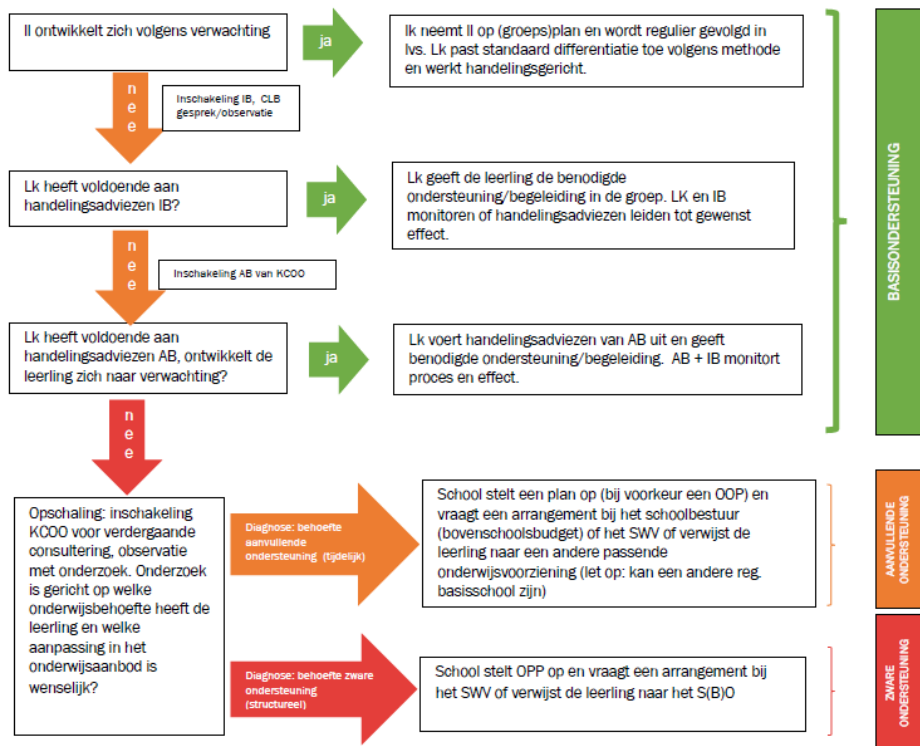 ll ontwikkelt zich volgens verwachting
ja
lk neemt ll op (groeps)plan en wordt regulier gevolgd in
lvs. Lk past standaard differentiatie toe volgens methode
en werkt handelingsgericht.
n
e
e
Inschakeling IB, CLB
gesprek/observatie
Lk heeft voldoende aan
handelingsadviezen IB?
ja
Lk geeft de leerling de benodigde
ondersteuning/begeleiding in de groep. LK en IB
monitoren of handelingsadviezen leiden tot gewenst
effect.
n
e
e
Inschakeling AB van KCOO
Lk heeft voldoende aan
handelingsadviezen AB, ontwikkelt de
leerling zich naar verwachting?
ja
Lk voert handelingsadviezen van AB uit en geeft
benodigde ondersteuning/begeleiding. AB + IB monitort
proces en effect.
BASISONDERSTEUNING
n
e
e
Opschaling: inschakeling
KCOO voor verdergaande
consultering, observatie
met onderzoek. Onderzoek
is gericht op welke
onderwijsbehoefte heeft de
leerling en welke
aanpassing in het
onderwijsaanbod is
wenselijk?
Diagnose: behoefte
aanvullende
ondersteuning (tijdelijk)
School stelt een plan op (bij voorkeur een OOP) en
vraagt een arrangement bij het schoolbestuur
(bovenschoolsbudget) of het SWV of verwijst de
leerling naar een andere passende
onderwijsvoorziening (let op: kan een andere reg.
basisschool zijn)
AANVULLENDE
ONDERSTEUNING
Diagnose: behoefte zware
ondersteuning
(structureel)
School stelt OPP op en vraagt een arrangement bij
het SWV of verwijst de leerling naar het S(B)O
ZWARE
ONDERSTEUNING